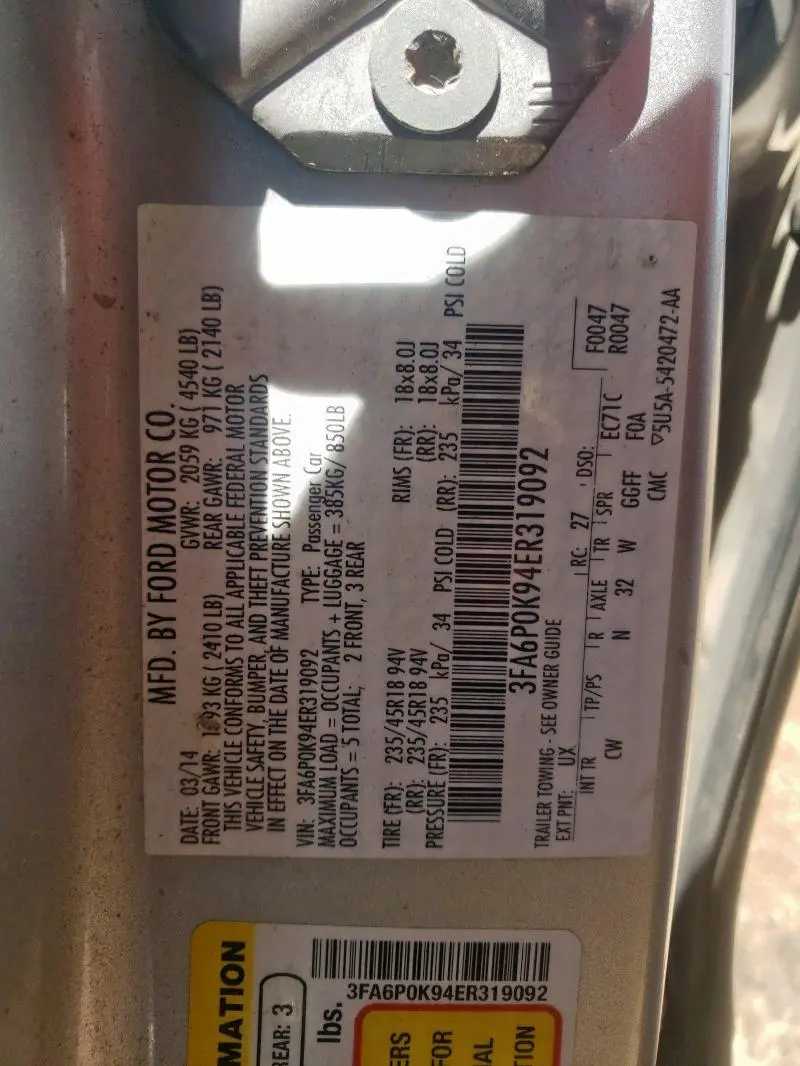 MFD. BY FORD MOTOR CO.
DATE: 03/14 GVWR: 2059 KG ( 4540 LB)
FRONT GAWR: 1093 KG ( 2410 LB) REAR GAWR: 971 KG ( 2140 LB)
THIS VEHICLE CONFORMS TO ALL APPLICABLE FEDERAL MOTOR
VEHICLE SAFETY, BUMPER, AND THEFT PREVENTION STANDARDS
IN EFFECT ON THE DATE OF MANUFACTURE SHOWN ABOVE.
VIN: 3FA6P0K94ER319092 TYPE: Passenger Car
MAXIMUM LOAD = OCCUPANTS + LUGGAGE = 385KG/ 850LB
OCCUPANTS = 5 TOTAL; 2 FRONT, 3 REAR
TIRE (FR): 235/45R18 94V RIMS (FR): 18x8.0J
(RR): 235/45R18 94V (RR): 18x8.0J
PRESSURE (FR): 235 kPa/ 34 PSI COLD (RR): 235 kPa/ 34 PSI COLD
3FA6P0K94ER319092
TRAILER TOWING - SEE OWNER GUIDE
EXT PNT: UX RC: 27 DSO: F0047
INT TR TP/PS R AXLE TR SPR EC71C R0047
CW N 32 W GGFF F0A
CMC ▽5U5A-5420472-AA
MATION
REAR: 3
lbs.
3FA6P0K94ER319092
ERS
FOR
AL
TION